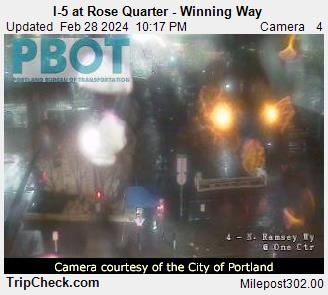 I-5 at Rose Quarter - Winning Way
Updated Feb 28 2024 10:17 PM Camera 4
PBOT
PORTLAND BUREAU OF TRANSPORTATION
4 - N. Ramsey Wy
@ One Ctr
Camera courtesy of the City of Portland
TripCheck.com Milepost302.00